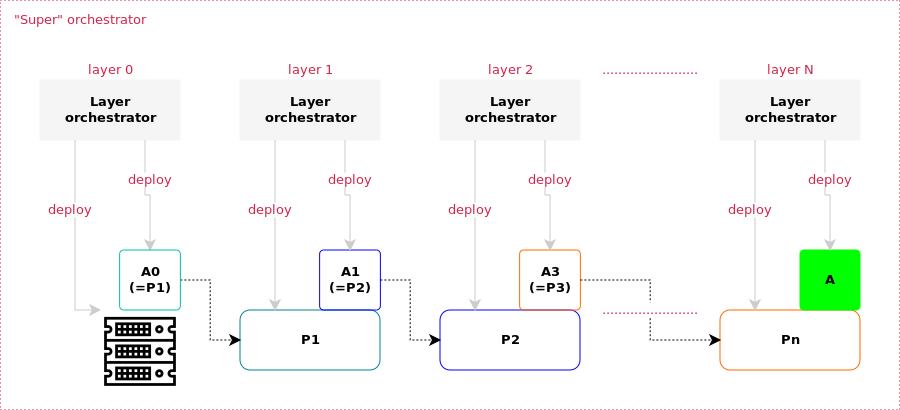 "Super" orchestrator
layer 0
layer 1
layer 2
layer N
Layer
orchestrator
Layer
orchestrator
Layer
orchestrator
Layer
orchestrator
deploy
deploy
deploy
deploy
deploy
deploy
deploy
deploy
A0
(=P1)
A1
(=P2)
A3
(=P3)
A
P1
P2
Pn